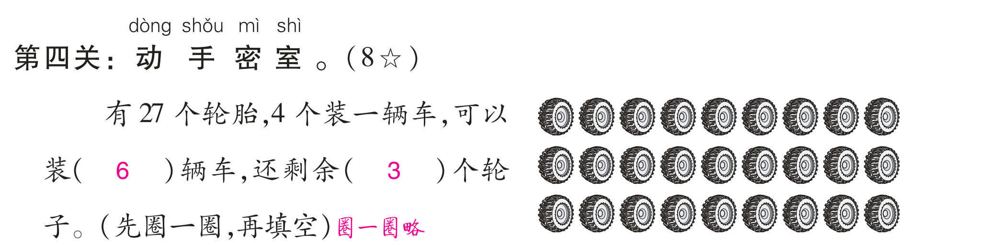 dòng shǒu mì shì
第四关：动手密室。（8☆）
有27个轮胎，4个装一辆车，可以
装（ 6 ）辆车，还剩余（ 3 ）个轮
子。（先圈一圈，再填空）圈一圈略